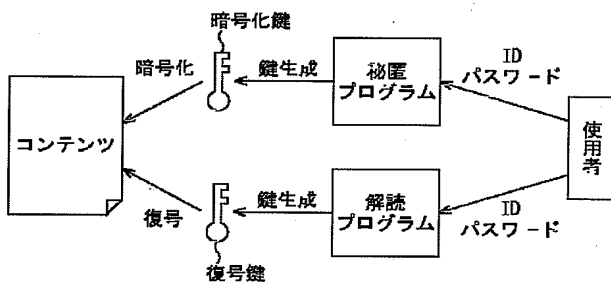 暗号化鍵
暗号化
鍵生成
秘匿
プログラム
ID
パスワード
コンテンツ
使用者
復号
鍵生成
解読
プログラム
ID
パスワード
復号鍵